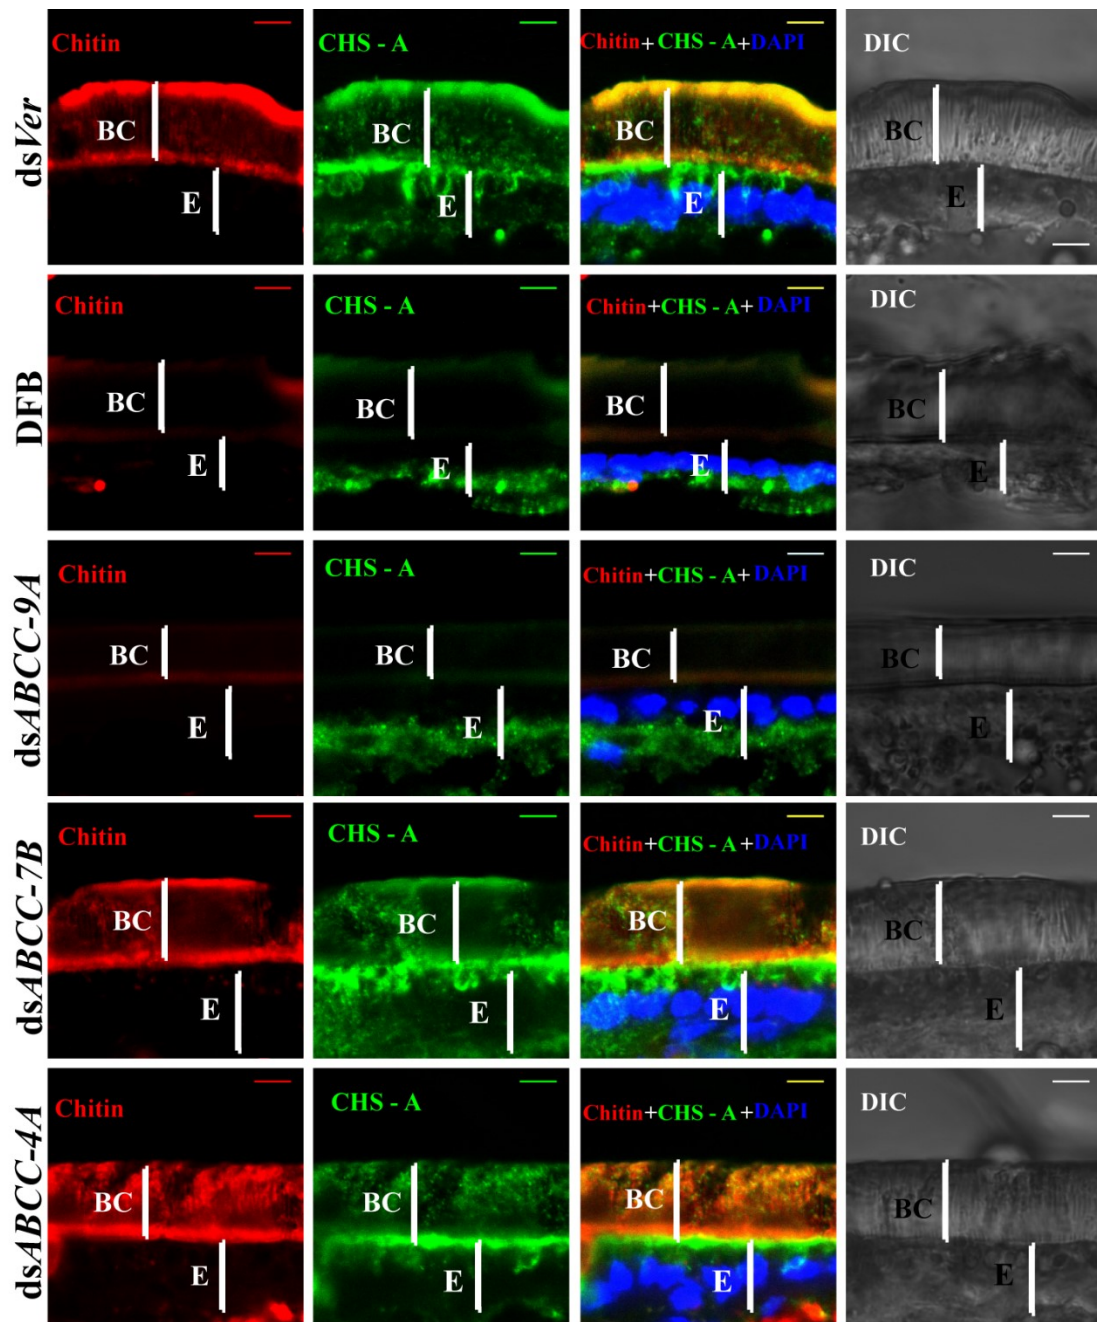 dsVer
Chitin
BC
E
CHS - A
BC
E
Chitin+CHS - A+DAPI
BC
E
DIC
BC
E
DFB
Chitin
BC
E
CHS - A
BC
E
Chitin+CHS - A+DAPI
BC
E
DIC
BC
E
dsABCC-9A
Chitin
BC
E
CHS - A
BC
E
Chitin+CHS - A+DAPI
BC
E
DIC
BC
E
dsABCC-7B
Chitin
BC
E
CHS - A
BC
E
Chitin+CHS - A+DAPI
BC
E
DIC
BC
E
dsABCC-4A
Chitin
BC
E
CHS - A
BC
E
Chitin+CHS - A+DAPI
BC
E
DIC
BC
E